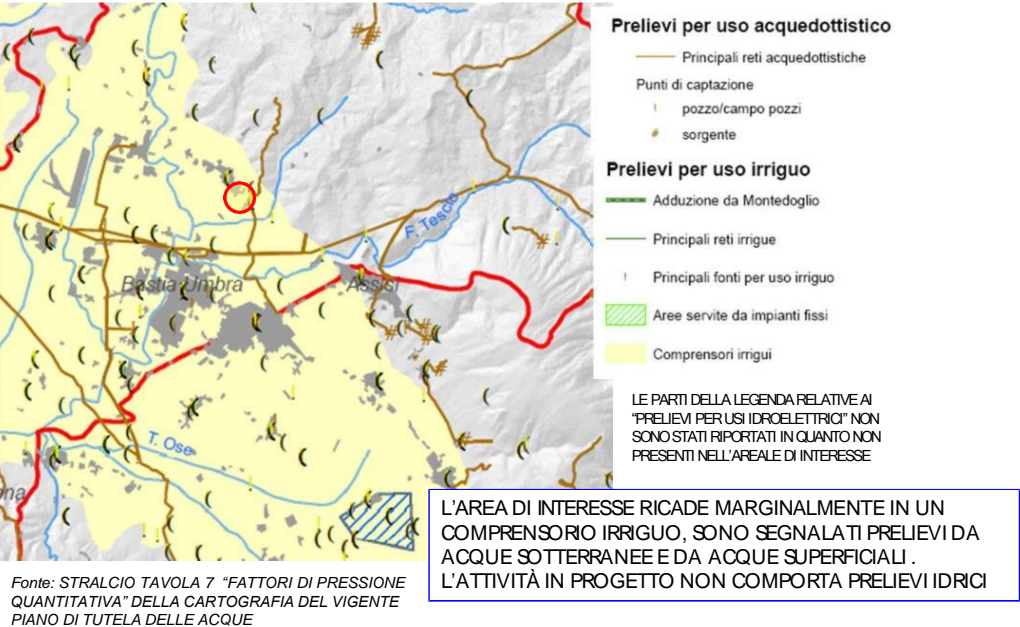 Prelievi per uso acquedottistico
Principali reti acquedottistiche
Punti di captazione
pozzo/campo pozzi
sorgente
Prelievi per uso irriguo
Adduzione da Montedoglio
Principali reti irrigue
Principali fonti per uso irriguo
Aree servite da impianti fissi
Comprensori irrigui
F. Tescio
Bastia Umbra
Assisi
T. Ose
na
LE PARTI DELLA LEGENDA RELATIVE AI
“PRELIEVI PER USI IDROELETTRICI” NON
SONO STATI RIPORTATI IN QUANTO NON
PRESENTI NELL’AREALE DI INTERESSE
L’AREA DI INTERESSE RICADE MARGINALMENTE IN UN
COMPRENSORIO IRRIGUO, SONO SEGNALATI PRELIEVI DA
ACQUE SOTTERRANEE E DA ACQUE SUPERFICIALI .
L’ATTIVITÀ IN PROGETTO NON COMPORTA PRELIEVI IDRICI
Fonte: STRALCIO TAVOLA 7 “FATTORI DI PRESSIONE
QUANTITATIVA” DELLA CARTOGRAFIA DEL VIGENTE
PIANO DI TUTELA DELLE ACQUE